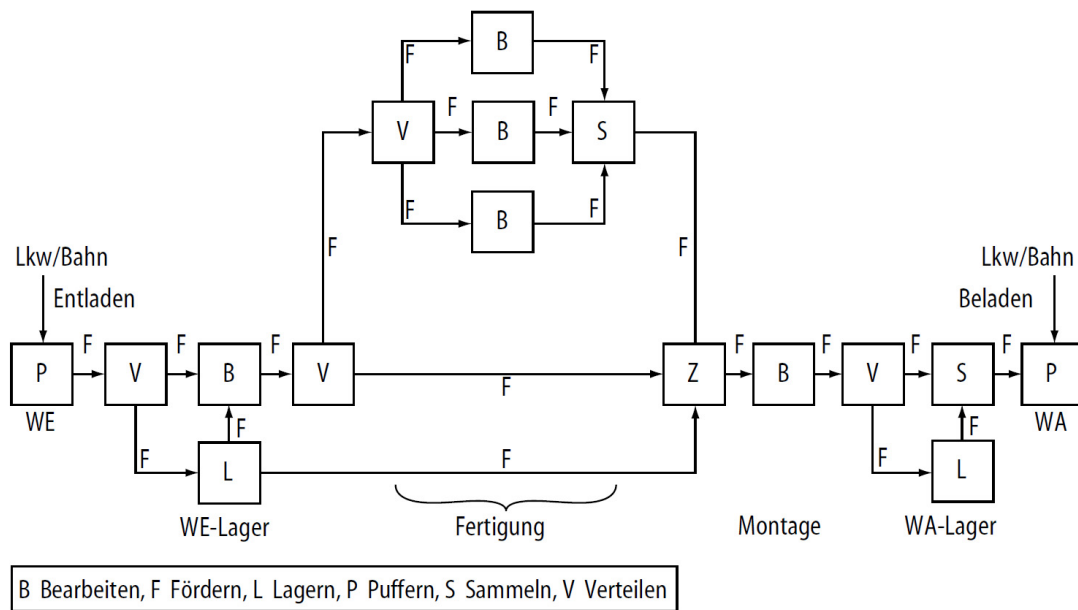 F B F
F F
V B S
F B F
F F
Lkw/Bahn Lkw/Bahn
Entladen Beladen
F F F F F F F
P V B V Z B V S P
WE F WA
F F F F
L F L
WE-Lager Fertigung Montage WA-Lager
B Bearbeiten, F Fördern, L Lagern, P Puffern, S Sammeln, V Verteilen